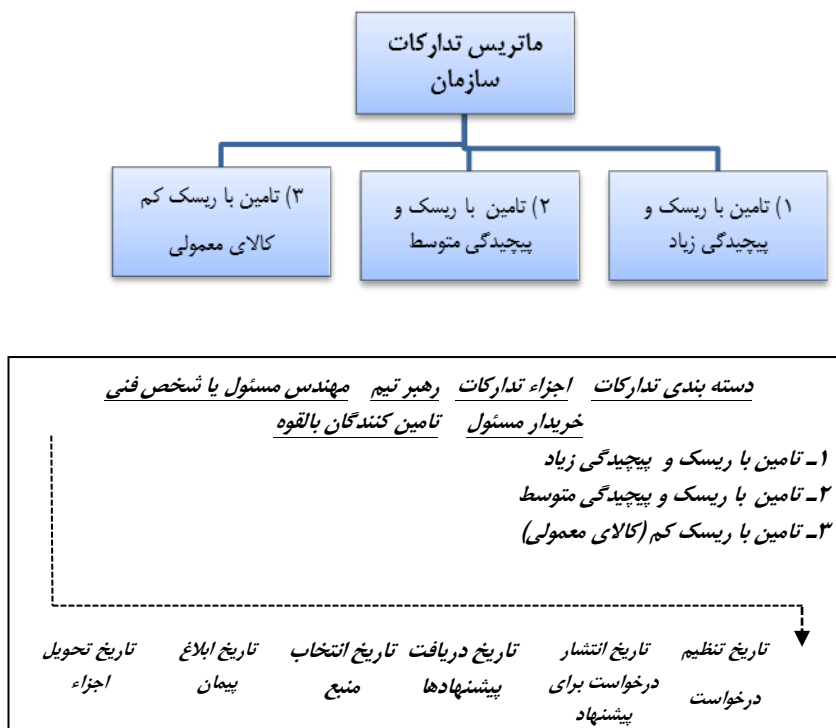 ماتریس تدارکات
سازمان
۱) تامین با ریسک و
پیچیدگی زیاد
۲) تامین با ریسک و
پیچیدگی متوسط
۳) تامین با ریسک کم
کالای معمولی
دسته بندی تدارکات اجزاء تدارکات رهبر تیم مهندس مسئول یا شخص فنی
خریدار مسئول تامین کنندگان بالقوه
۱ـ تامین با ریسک و پیچیدگی زیاد
۲ـ تامین با ریسک و پیچیدگی متوسط
۳ـ تامین با ریسک کم (کالای معمولی)
تاریخ تنظیم
درخواست
تاریخ انتشار
درخواست برای
پیشنهاد
تاریخ دریافت
پیشنهادها
تاریخ انتخاب
منبع
تاریخ ابلاغ
پیمان
تاریخ تحویل
اجزاء